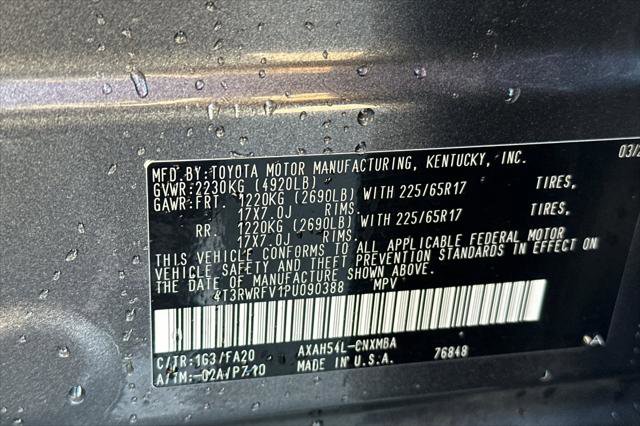 MFD. BY: TOYOTA MOTOR MANUFACTURING, KENTUCKY, INC. 03/2
GVWR: 2230KG (4920LB)
GAWR: FRT. 1220KG (2690LB) WITH 225/65R17 TIRES,
17X7.0J RIMS.
RR. 1220KG (2690LB) WITH 225/65R17 TIRES,
17X7.0J RIMS.
THIS VEHICLE CONFORMS TO ALL APPLICABLE FEDERAL MOTOR
VEHICLE SAFETY AND THEFT PREVENTION STANDARDS IN EFFECT ON
THE DATE OF MANUFACTURE SHOWN ABOVE.
4T3RWRFV1PU090388 MPV
C/TR: 1G3/FA20 AXAH54L-CNXMBA
A/TM: -02A/P710 MADE IN U.S.A. 76848